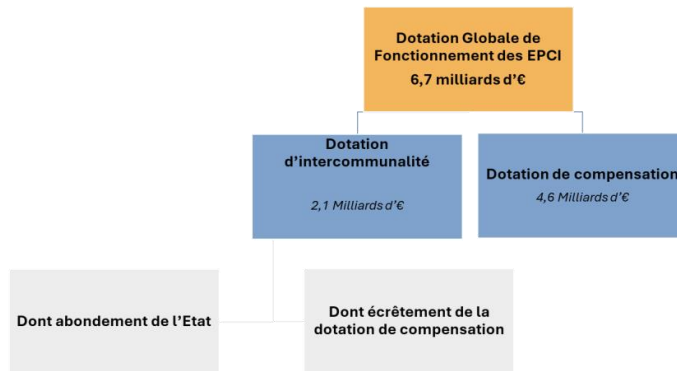 Dotation Globale de
Fonctionnement des EPCI
6,7 milliards d’€
Dotation
d’intercommunalité
2,1 Milliards d’€
Dotation de compensation
4,6 Milliards d’€
Dont abondement de l’Etat
Dont écrêtement de la
dotation de compensation